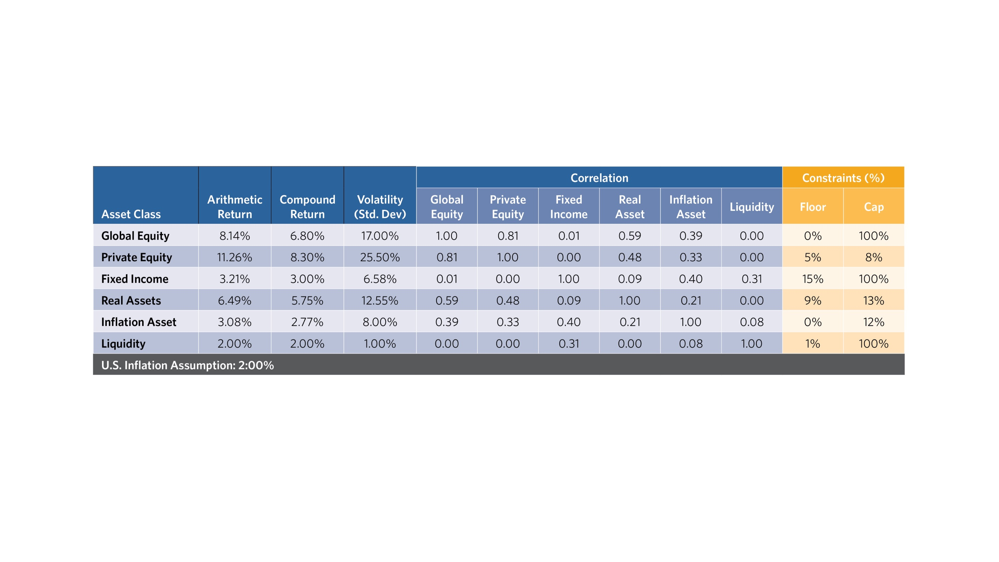 Correlation Constraints (%)
Asset Class Arithmetic Return Compound Return Volatility (Std. Dev) Global Equity Private Equity Fixed Income Real Asset Inflation Asset Liquidity Floor Cap
Global Equity 8.14% 6.80% 17.00% 1.00 0.81 0.01 0.59 0.39 0.00 0% 100%
Private Equity 11.26% 8.30% 25.50% 0.81 1.00 0.00 0.48 0.33 0.00 5% 8%
Fixed Income 3.21% 3.00% 6.58% 0.01 0.00 1.00 0.09 0.40 0.31 15% 100%
Real Assets 6.49% 5.75% 12.55% 0.59 0.48 0.09 1.00 0.21 0.00 9% 13%
Inflation Asset 3.08% 2.77% 8.00% 0.39 0.33 0.40 0.21 1.00 0.08 0% 12%
Liquidity 2.00% 2.00% 1.00% 0.00 0.00 0.31 0.00 0.08 1.00 1% 100%
U.S. Inflation Assumption: 2:00%